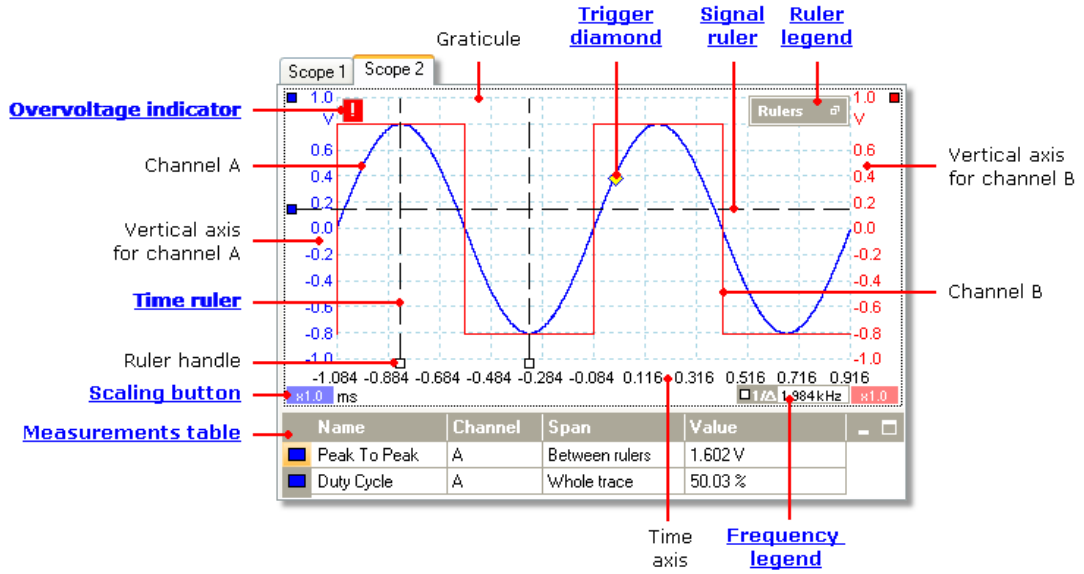 Trigger diamond
Signal ruler
Ruler legend
Graticule
Scope 1
Scope 2
Overvoltage indicator
1.0
!
Rulers
1.0
V
V
Channel A
0.6
0.6
Vertical axis for channel B
0.4
0.4
0.2
0.2
Vertical axis for channel A
0.0
0.0
-0.2
-0.2
-0.4
-0.4
Channel B
Time ruler
-0.6
-0.6
-0.8
-0.8
Ruler handle
-1.0
-1.0
-1.084 -0.884 -0.684 -0.484 -0.284 -0.084 0.116 0.316 0.516 0.716 0.916
Scaling button
x1.0 ms
1/Δ 1.984kHz x1.0
Measurements table
Name Channel Span Value
Peak To Peak A Between rulers 1.602 V
Duty Cycle A Whole trace 50.03 %
Time axis
Frequency legend